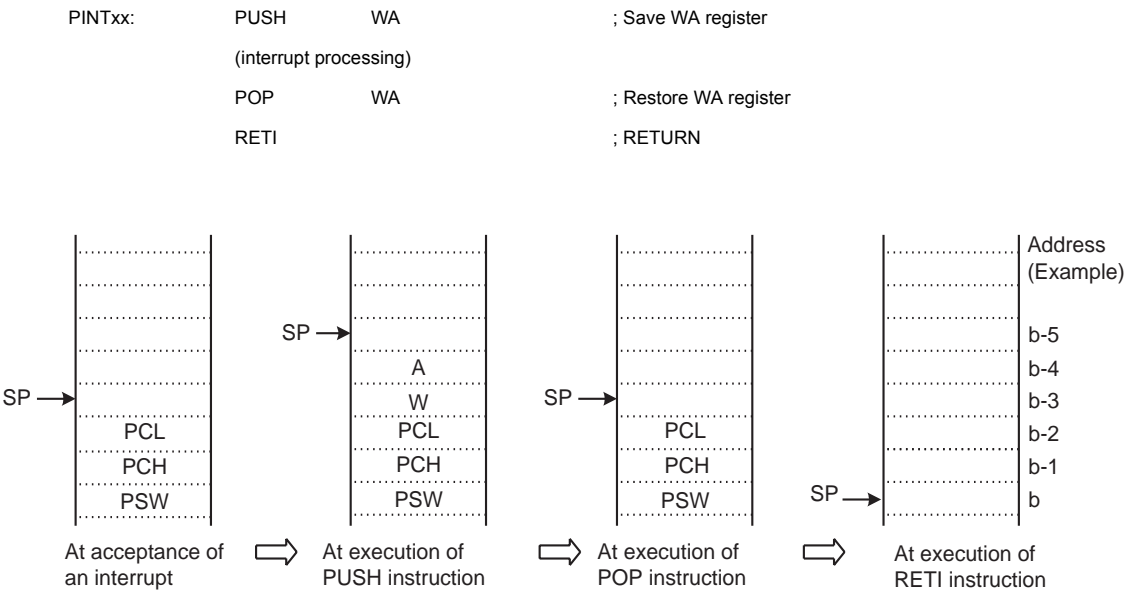 PINTxx: PUSH WA ; Save WA register
(interrupt processing)
POP WA ; Restore WA register
RETI ; RETURN
Address
(Example)
SP b-5
A b-4
SP W SP b-3
PCL PCL PCL b-2
PCH PCH PCH b-1
PSW PSW PSW SP b
At acceptance of
an interrupt
At execution of
PUSH instruction
At execution of
POP instruction
At execution of
RETI instruction